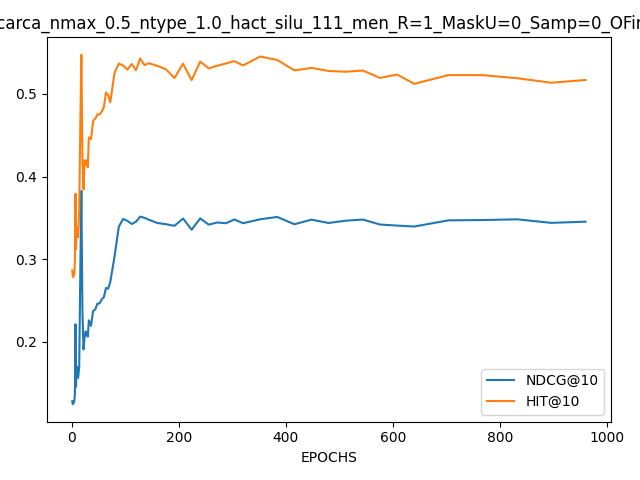 carca_nmax_0.5_ntype_1.0_hact_silu_111_men_R=1_MaskU=0_Samp=0_OFin
0.5
0.4
0.3
0.2
NDCG@10
HIT@10
0 200 400 600 800 1000
EPOCHS